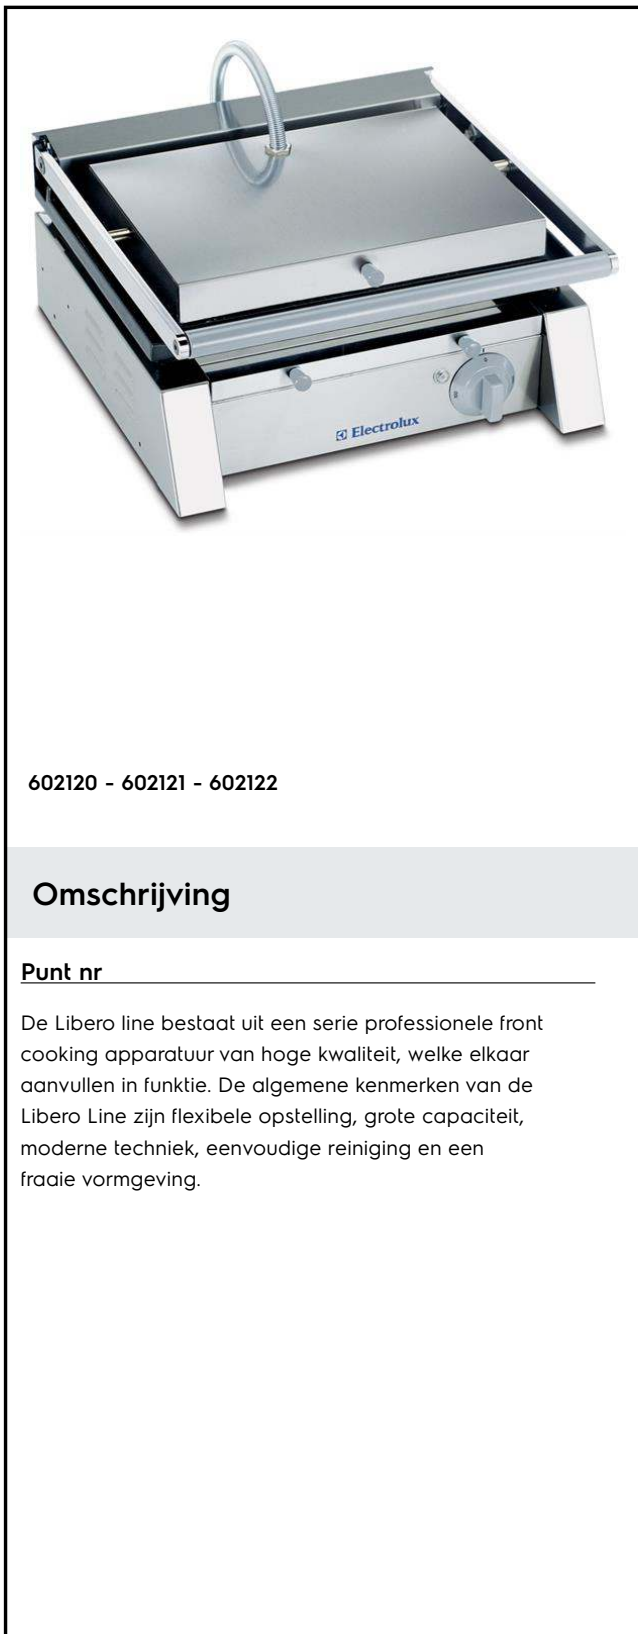 Electrolux
602120 - 602121 - 602122
Omschrijving
Punt nr
De Libero line bestaat uit een serie professionele front
cooking apparatuur van hoge kwaliteit, welke elkaar
aanvullen in funktie. De algemene kenmerken van de
Libero Line zijn flexibele opstelling, grote capaciteit,
moderne techniek, eenvoudige reiniging en een
fraaie vormgeving.